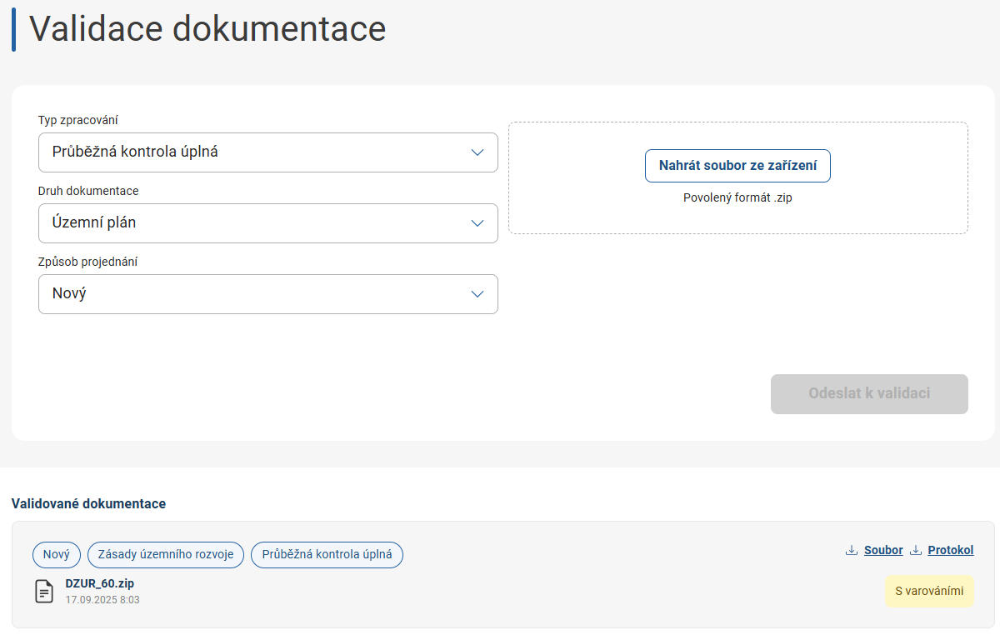 Validace dokumentace
Typ zpracování
Průběžná kontrola úplná
Druh dokumentace
Územní plán
Způsob projednání
Nový
Nahrát soubor ze zařízení
Povolený formát .zip
Odeslat k validaci
Validované dokumentace
Nový Zásady územního rozvoje Průběžná kontrola úplná Soubor Protokol
DZUR_60.zip
17.09.2025 8:03
S varováními